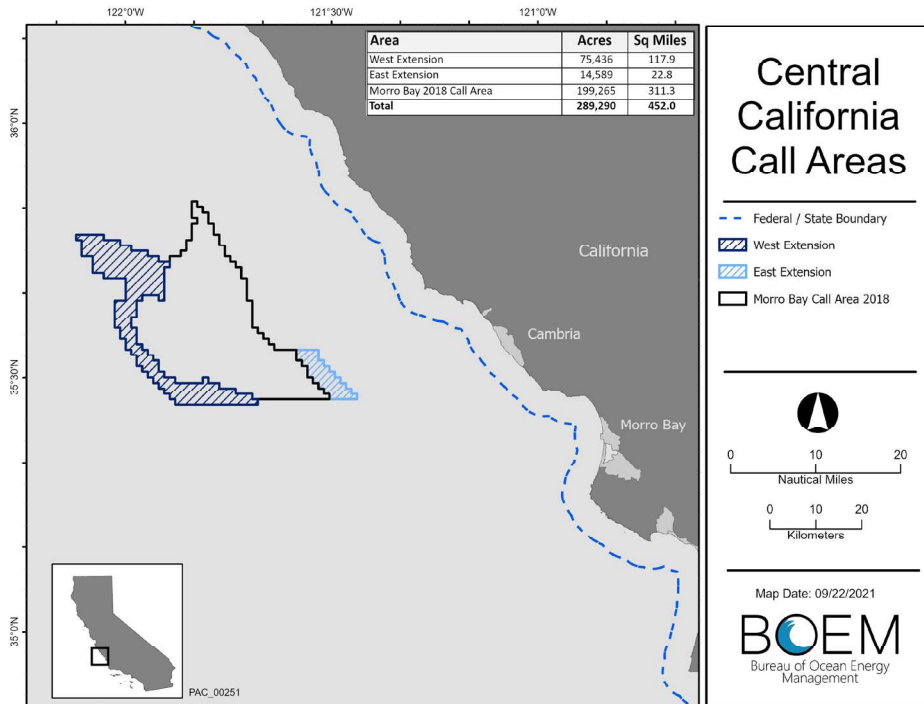 122°0'W 121°30'W 121°0'W
Area Acres Sq Miles
West Extension 75,436 117.9
East Extension 14,589 22.8
Morro Bay 2018 Call Area 199,265 311.3
Total 289,290 452.0
36°0'N
35°30'N
35°0'N
California
Cambria
Morro Bay
PAC_00251
Central
California
Call Areas
Federal / State Boundary
West Extension
East Extension
Morro Bay Call Area 2018
0 10 20
Nautical Miles
0 10 20
Kilometers
Map Date: 09/22/2021
BOEM
Bureau of Ocean Energy
Management